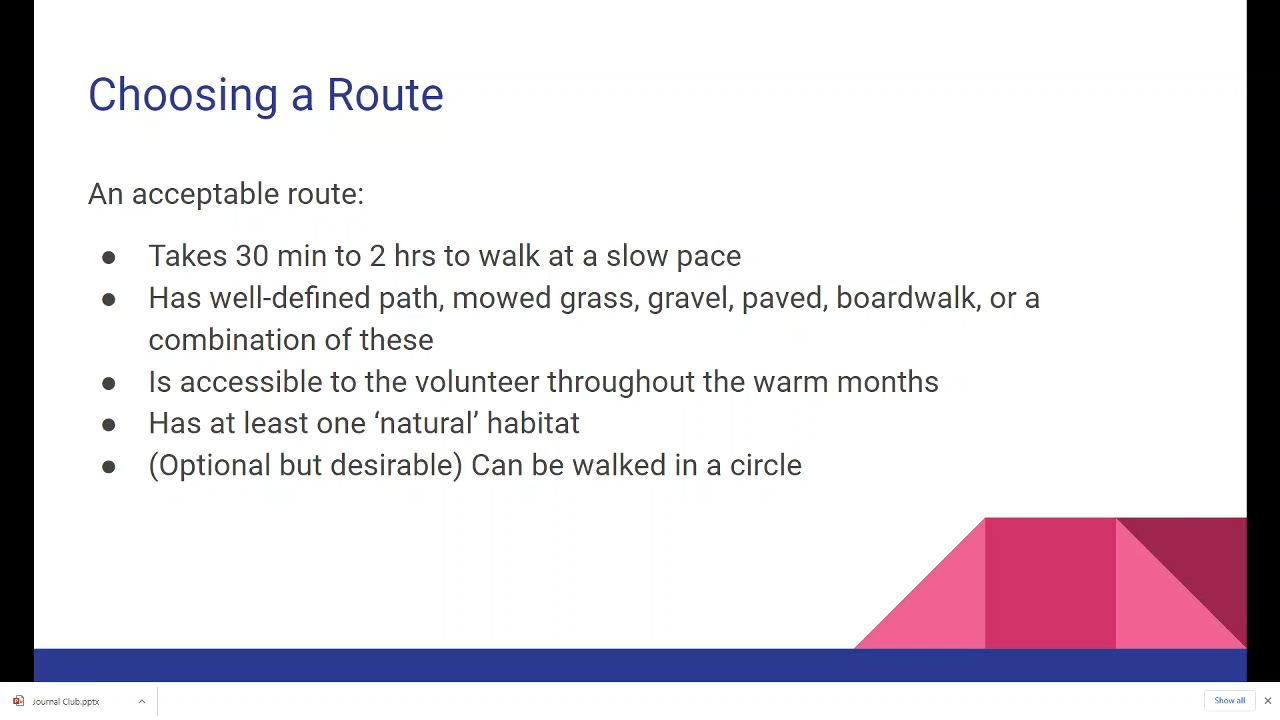 Choosing a Route
An acceptable route:
● Takes 30 min to 2 hrs to walk at a slow pace
● Has well-defined path, mowed grass, gravel, paved, boardwalk, or a
combination of these
● Is accessible to the volunteer throughout the warm months
● Has at least one ‘natural’ habitat
● (Optional but desirable) Can be walked in a circle
Journal Club.pptx
Show all